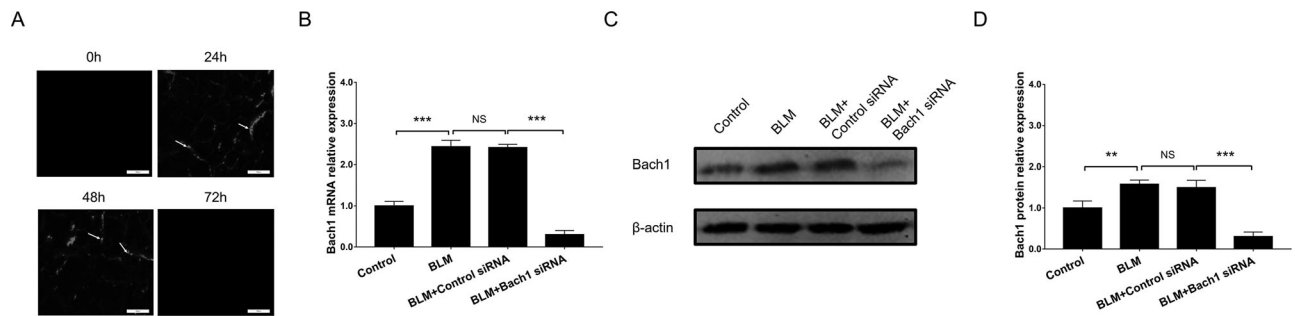 A
0h
24h
48h
72h
B
Bach1 mRNA relative expression
4.0
3.0
2.0
1.0
0.0
***
NS
***
Control
BLM
BLM+Control siRNA
BLM+Bach1 siRNA
C
Control
BLM
BLM+
Control siRNA
BLM+
Bach1 siRNA
Bach1
β-actin
D
Bach1 protein relative expression
4.0
3.0
2.0
1.0
0.0
**
NS
***
Control
BLM
BLM+Control siRNA
BLM+Bach1 siRNA